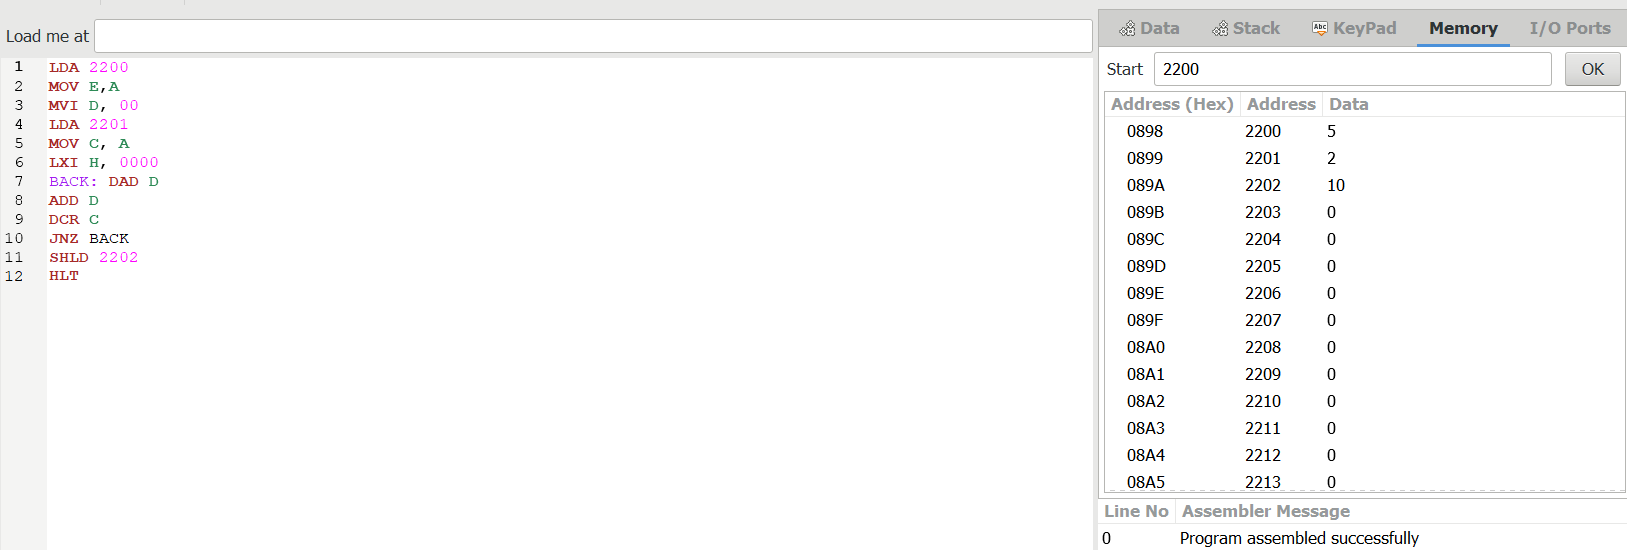 Load me at
1 LDA 2200
2 MOV E,A
3 MVI D, 00
4 LDA 2201
5 MOV C, A
6 LXI H, 0000
7 BACK: DAD D
8 ADD D
9 DCR C
10 JNZ BACK
11 SHLD 2202
12 HLT
Data Stack Abc KeyPad Memory I/O Ports
Start 2200 OK
Address (Hex) Address Data
0898 2200 5
0899 2201 2
089A 2202 10
089B 2203 0
089C 2204 0
089D 2205 0
089E 2206 0
089F 2207 0
08A0 2208 0
08A1 2209 0
08A2 2210 0
08A3 2211 0
08A4 2212 0
08A5 2213 0
Line No Assembler Message
0 Program assembled successfully